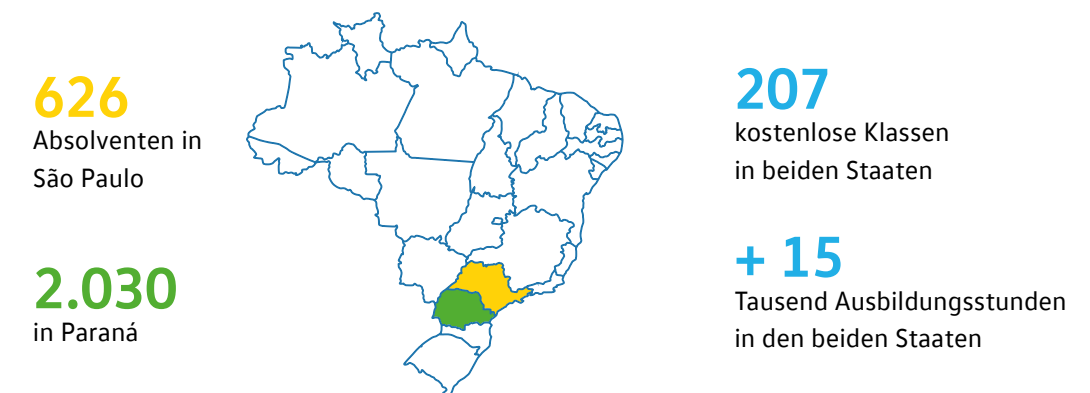 626
Absolventen in
São Paulo
2.030
in Paraná
207
kostenlose Klassen
in beiden Staaten
+ 15
Tausend Ausbildungsstunden
in den beiden Staaten